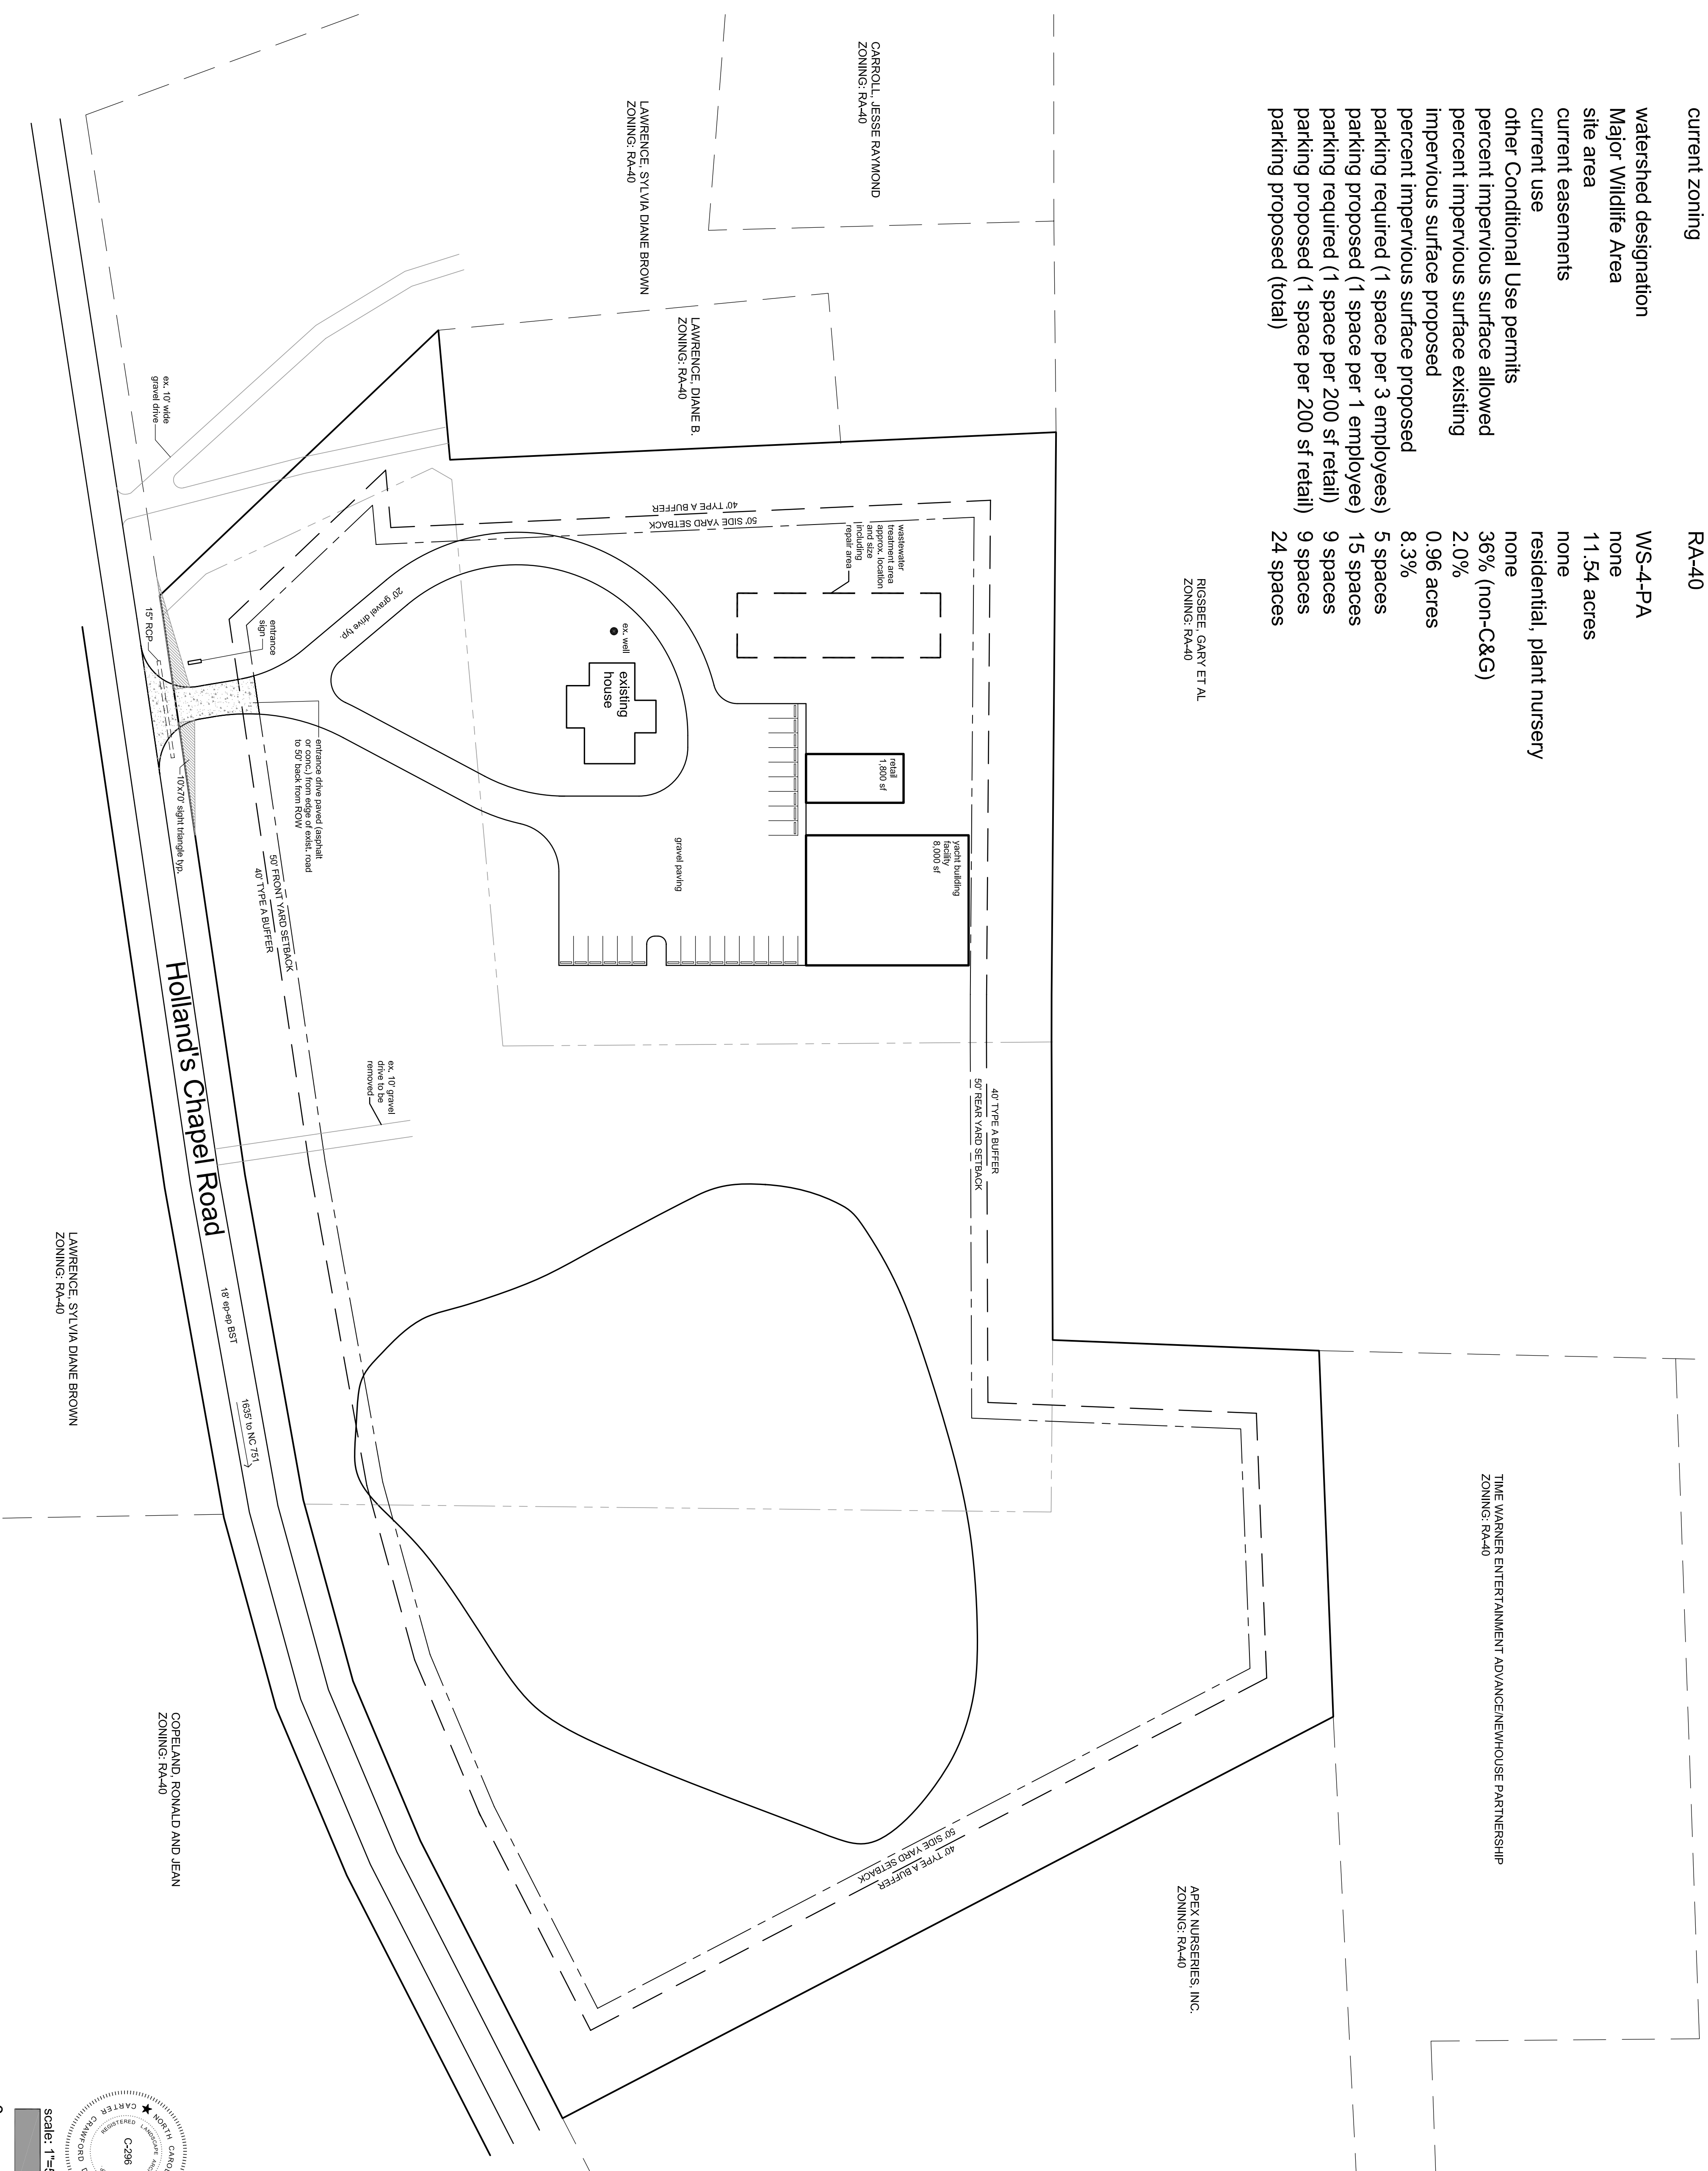 current zoning RA-40
watershed designation WS-4-PA
Major Wildlife Area none
site area 11.54 acres
current easements none
current use residential, plant nursery
other Conditional Use permits none
percent impervious surface allowed 36% (non-C&G)
percent impervious surface existing 2.0%
impervious surface proposed 0.96 acres
percent impervious surface proposed 8.3%
parking required (1 space per 3 employees) 5 spaces
parking proposed (1 space per 1 employee) 15 spaces
parking required (1 space per 200 sf retail) 9 spaces
parking proposed (1 space per 200 sf retail) 9 spaces
parking proposed (total) 24 spaces
TIME WARNER ENTERTAINMENT ADVANCE/NEWHOUSE PARTNERSHIP
ZONING: RA-40
RIGSBEE, GARY ET AL
ZONING: RA-40
APEX NURSERIES, INC.
ZONING: RA-40
CARROLL, JESSE RAYMOND
ZONING: RA-40
LAWRENCE, SYLVIA DIANE BROWN
ZONING: RA-40
LAWRENCE, DIANE B.
ZONING: RA-40
40' TYPE A BUFFER
50' REAR YARD SETBACK
40' TYPE A BUFFER
50' SIDE YARD SETBACK
wastewater
treatment area
approx. location
and size
including
repair area
retail
1,800 sf
yacht building
facility
8,000 sf
gravel paving
ex. well
existing
house
20' gravel drive typ.
50' SIDE YARD SETBACK
40' TYPE A BUFFER
entrance
sign
entrance drive paved (asphalt
or conc.) from edge of exist. road
to 50' back from ROW
50' FRONT YARD SETBACK
40' TYPE A BUFFER
ex. 10' gravel
drive to be
removed
ex. 10' wide
gravel drive
15" RCP
10'x70' sight triangle typ.
Holland's Chapel Road
18' ep-ep BST
1635' to NC 751
LAWRENCE, SYLVIA DIANE BROWN
ZONING: RA-40
COPELAND, RONALD AND JEAN
ZONING: RA-40
NORTH
CARTER CRAWFORD
REGISTERED LANDSCAPE
C-296
scale: